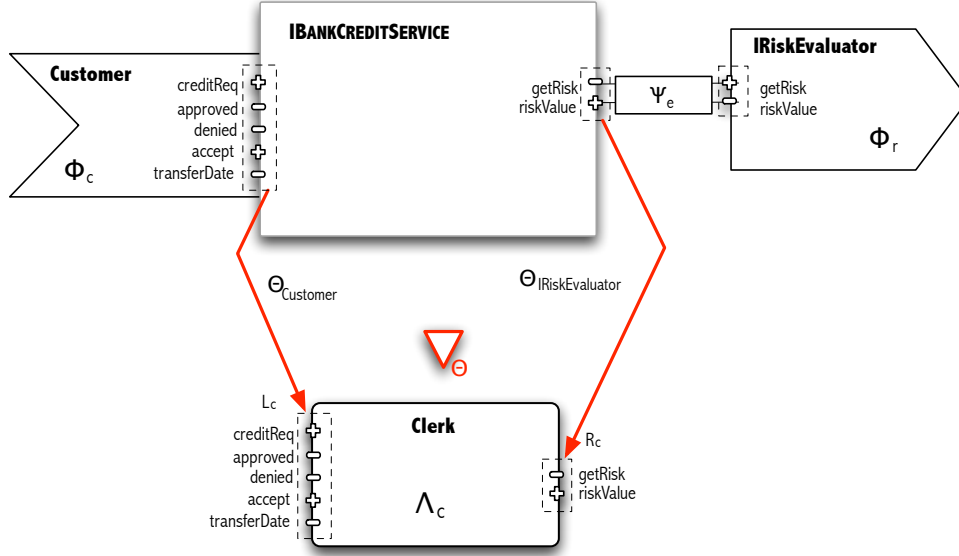 IBANKCREDITSERVICE
Customer
creditReq
approved
denied
accept
transferDate
Φc
getRisk
riskValue
Ψe
IRiskEvaluator
getRisk
riskValue
Φr
ΘCustomer
ΘIRiskEvaluator
Θ
Lc
Clerk
creditReq
approved
denied
accept
transferDate
Λc
Rc
getRisk
riskValue